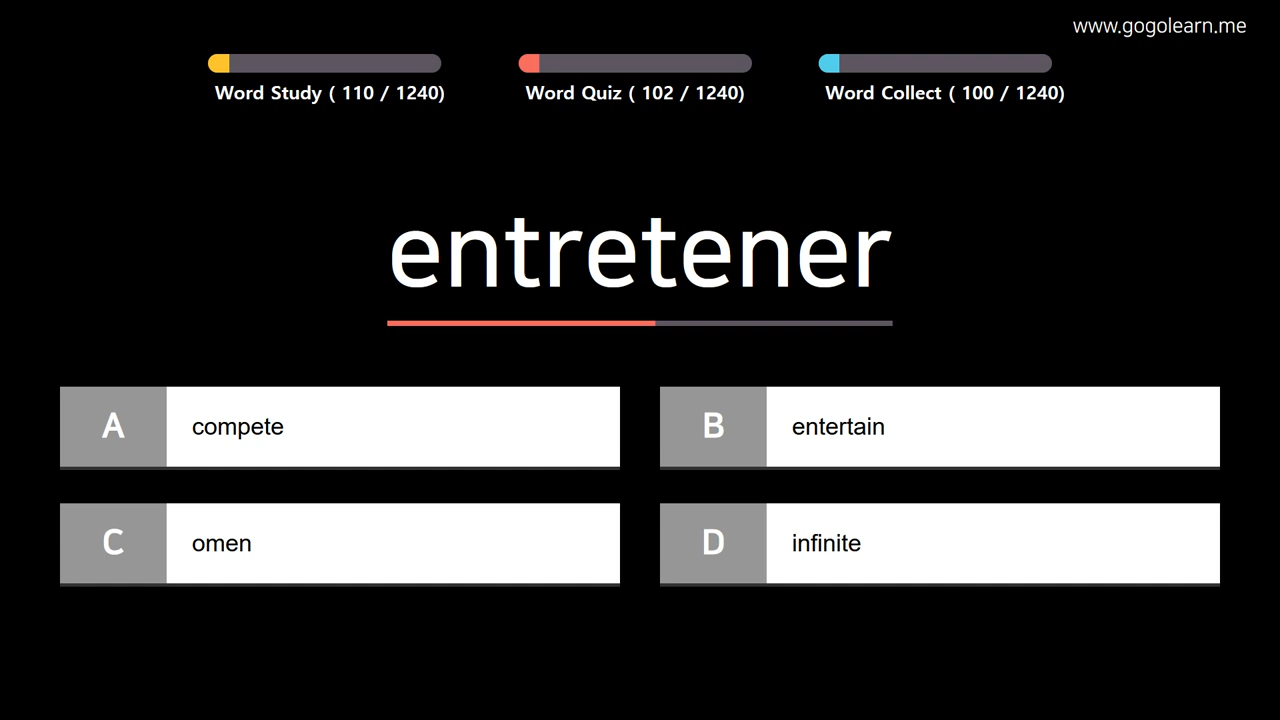 www.gogolearn.me
Word Study ( 110 / 1240)
Word Quiz ( 102 / 1240)
Word Collect ( 100 / 1240)
entretener
A compete
B entertain
C omen
D infinite